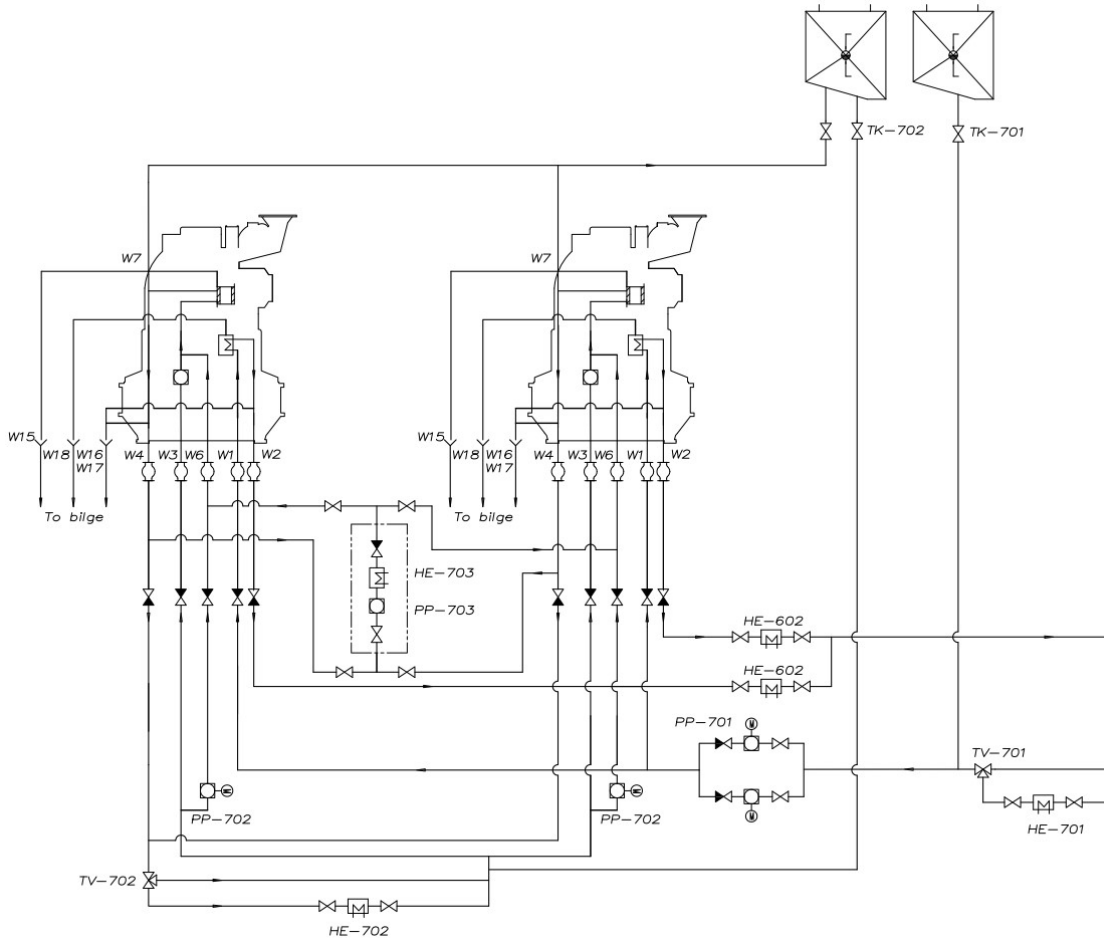 TK-702
TK-701
W7
W7
W15
W18
W16
W17
W4
W3
W6
W1
W2
W15
W18
W16
W17
W4
W3
W6
W1
W2
To bilge
To bilge
HE-703
PP-703
HE-602
HE-602
PP-701
TV-701
PP-702
PP-702
HE-701
TV-702
HE-702